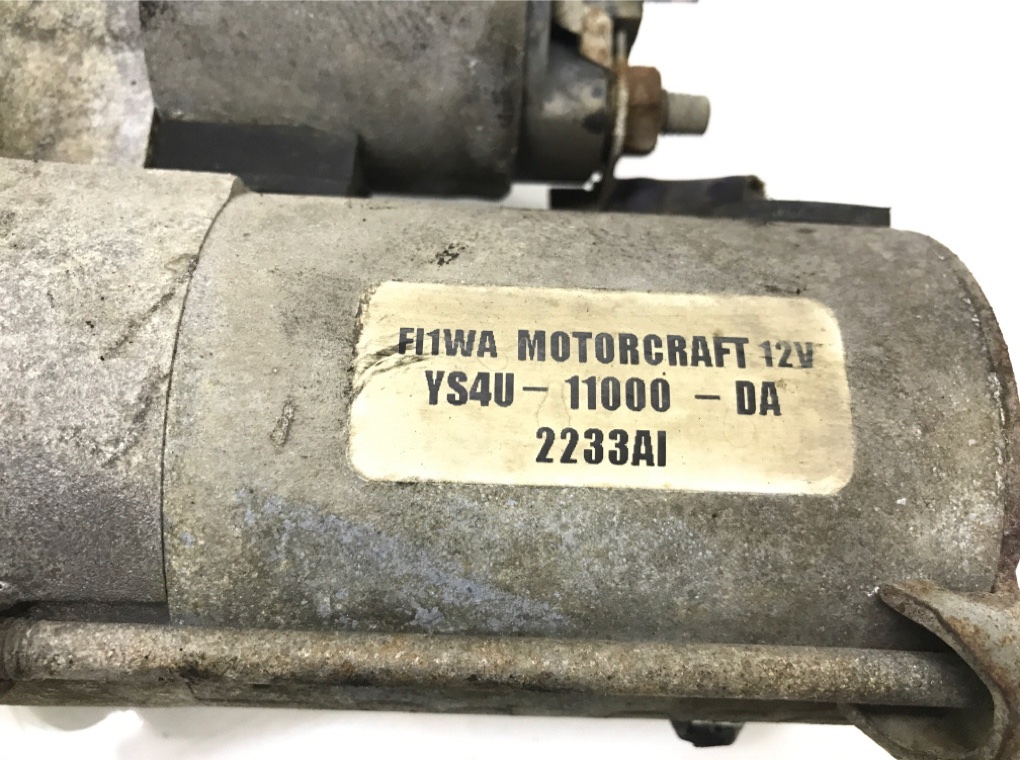 FI1WA MOTORCRAFT 12V
YS4U - 11000 - DA
2233AI